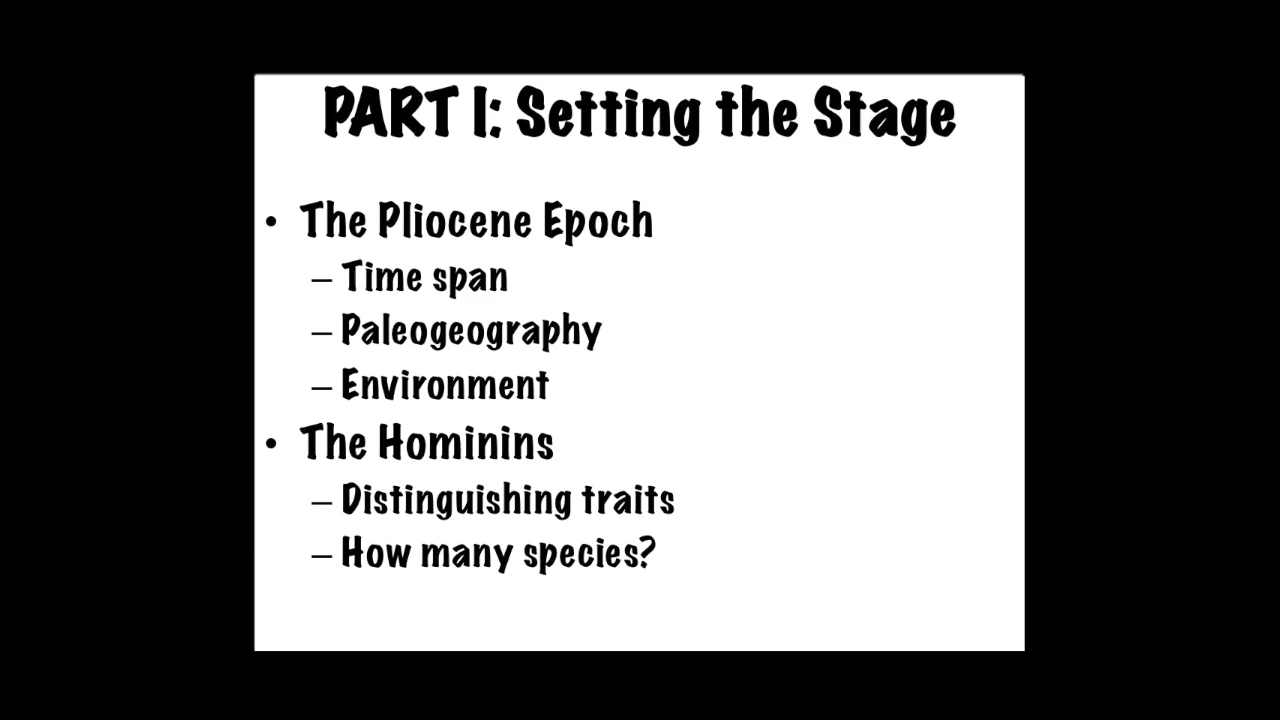 PART I: Setting the Stage
• The Pliocene Epoch
– Time span
– Paleogeography
– Environment
• The Hominins
– Distinguishing traits
– How many species?